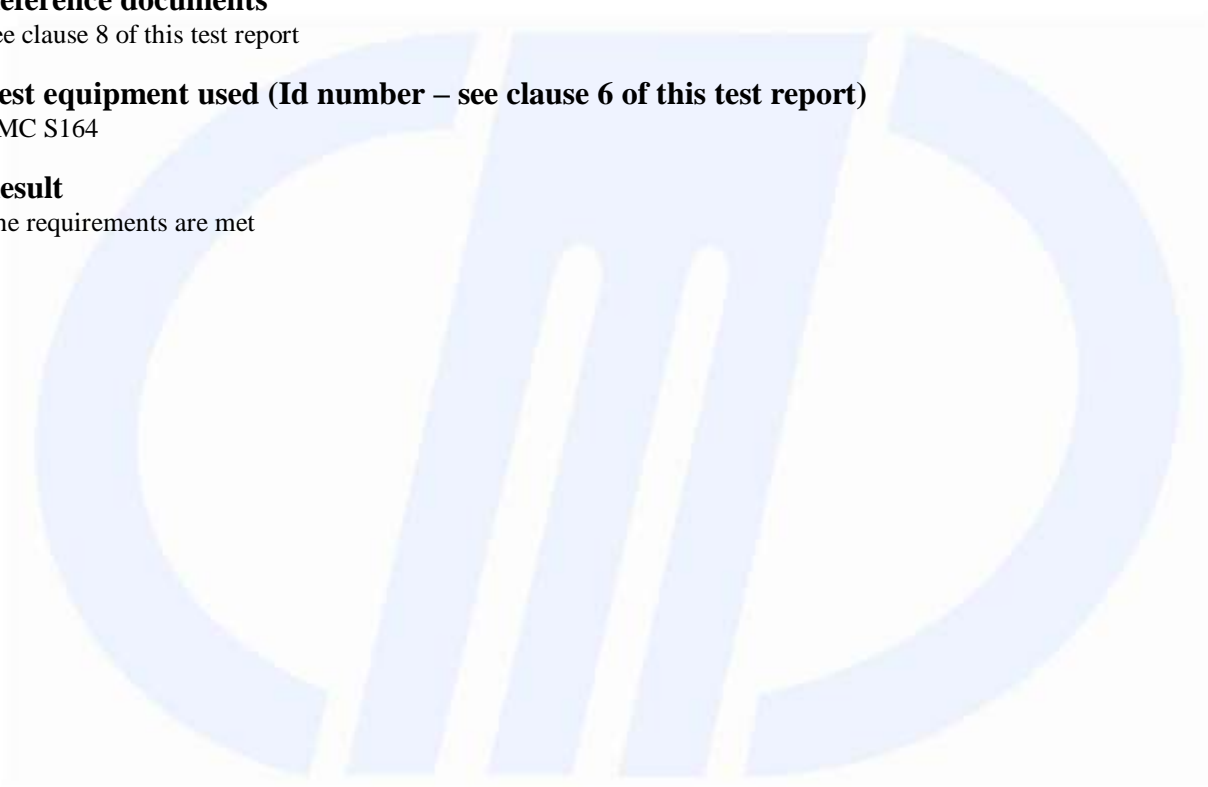 eference documents
ee clause 8 of this test report
est equipment used (Id number – see clause 6 of this test report)
MC S164
esult
he requirements are met